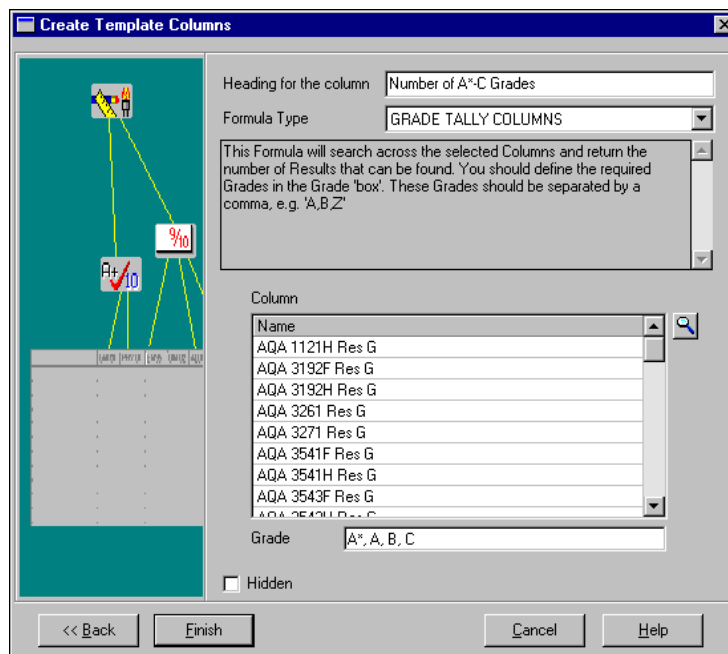 Create Template Columns
Heading for the column
Number of A*-C Grades
Formula Type
GRADE TALLY COLUMNS
This Formula will search across the selected Columns and return the
number of Results that can be found. You should define the required
Grades in the Grade 'box'. These Grades should be separated by a
comma, e.g. 'A,B,Z'
9/10
A+
10
Column
Name
AQA 1121H Res G
AQA 3192F Res G
AQA 3192H Res G
AQA 3261 Res G
AQA 3271 Res G
AQA 3541F Res G
AQA 3541H Res G
AQA 3543F Res G
Grade
A*, A, B, C
Hidden
<< Back
Finish
Cancel
Help